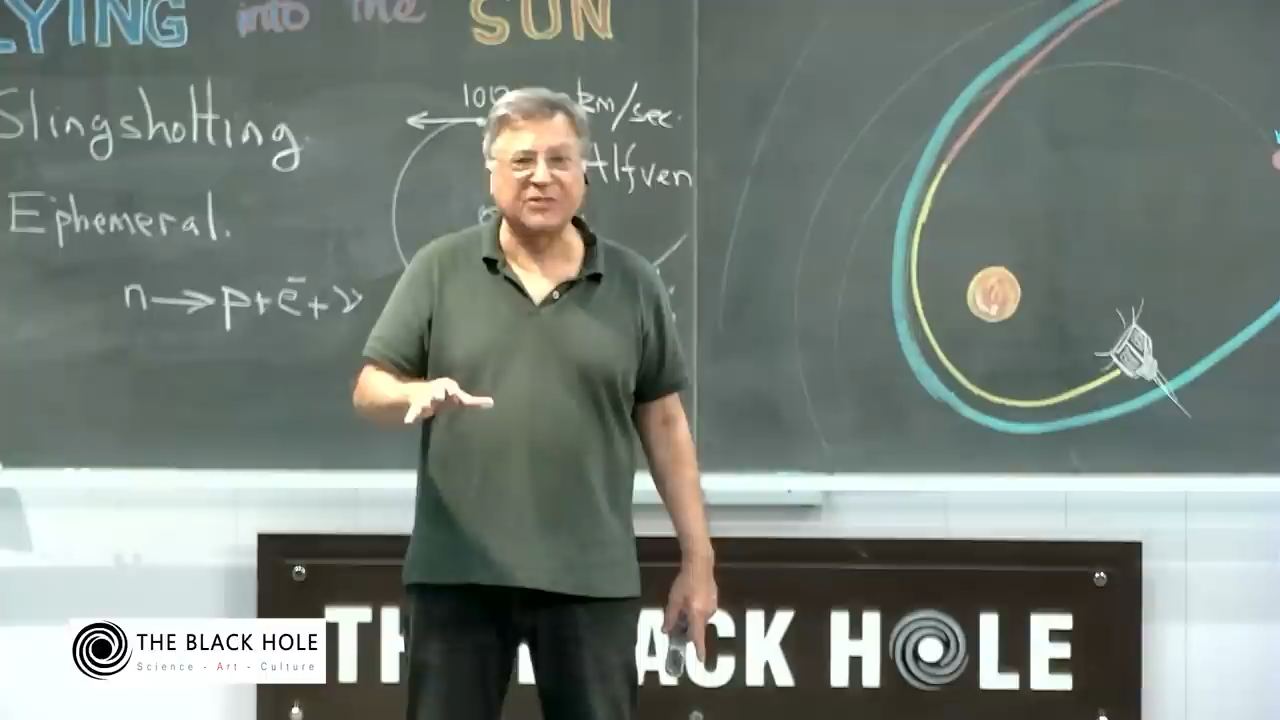 LYING into the SUN
Slingshotting.
Ephemeral.
n → p + e̅ + ν
km/sec.
Alfven
THE BLACK HOLE
Science - Art - Culture
ACK HOLE